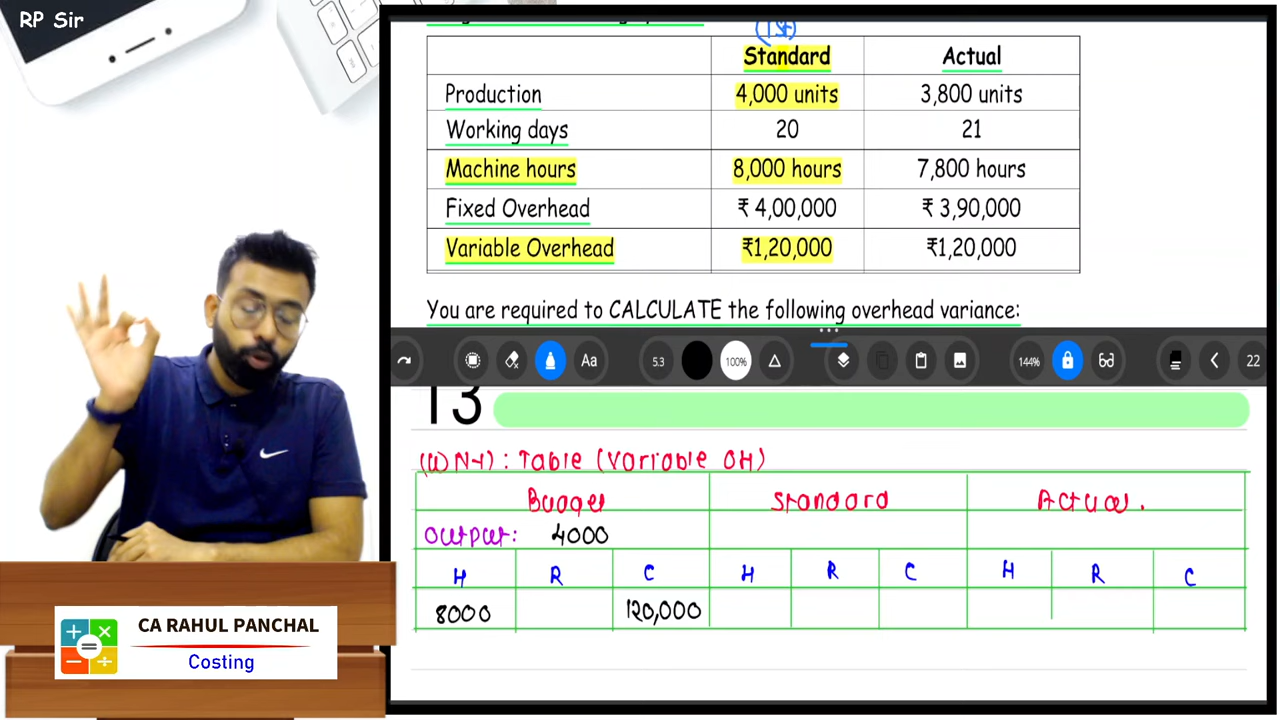 RP Sir
(1st)
Standard Actual
Production 4,000 units 3,800 units
Working days 20 21
Machine hours 8,000 hours 7,800 hours
Fixed Overhead ₹ 4,00,000 ₹ 3,90,000
Variable Overhead ₹1,20,000 ₹1,20,000
You are required to CALCULATE the following overhead variance:
Aa 5.3 100% 144% 22
13
(W)N-1): Table (Variable OH)
Budget Standard Actual.
Output: 4000
H R C H R C H R C
8000 120,000
CA RAHUL PANCHAL
Costing